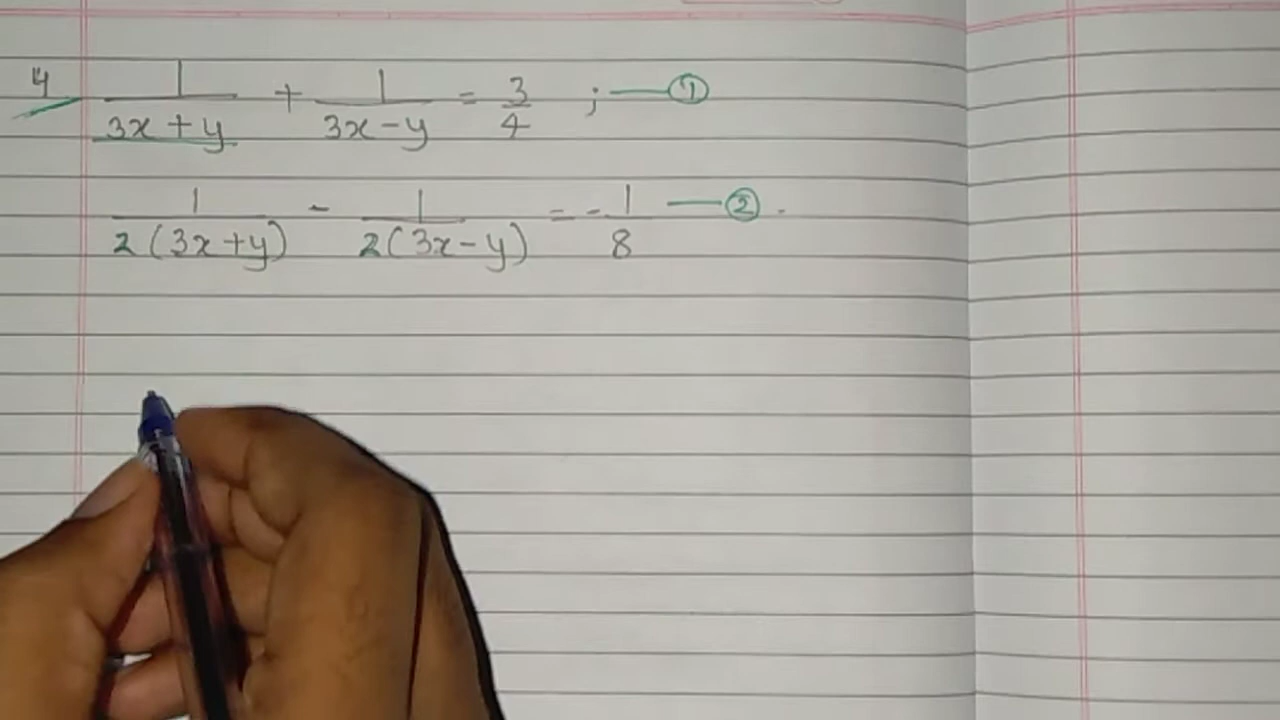 4 1/(3x + y) + 1/(3x - y) = 3/4 ; — ①
1/(2(3x+y)) - 1/(2(3x-y)) = -1/8 — ② .